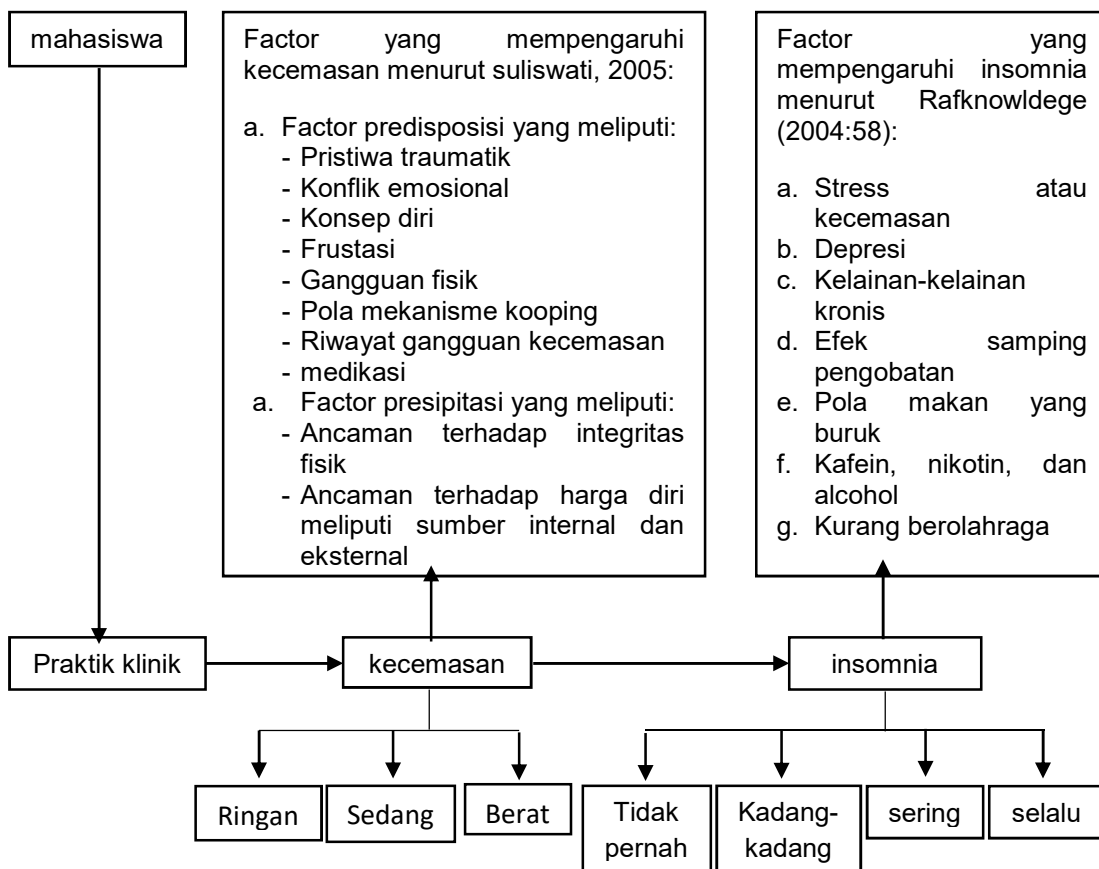 mahasiswa
Factor yang mempengaruhi
kecemasan menurut suliswati, 2005:
a. Factor predisposisi yang meliputi:
- Pristiwa traumatik
- Konflik emosional
- Konsep diri
- Frustasi
- Gangguan fisik
- Pola mekanisme kooping
- Riwayat gangguan kecemasan
- medikasi
a. Factor presipitasi yang meliputi:
- Ancaman terhadap integritas
fisik
- Ancaman terhadap harga diri
meliputi sumber internal dan
eksternal
Factor yang
mempengaruhi insomnia
menurut Rafknowldege
(2004:58):
a. Stress atau
kecemasan
b. Depresi
c. Kelainan-kelainan
kronis
d. Efek samping
pengobatan
e. Pola makan yang
buruk
f. Kafein, nikotin, dan
alcohol
g. Kurang berolahraga
Praktik klinik
kecemasan
insomnia
Ringan
Sedang
Berat
Tidak
pernah
Kadang-
kadang
sering
selalu